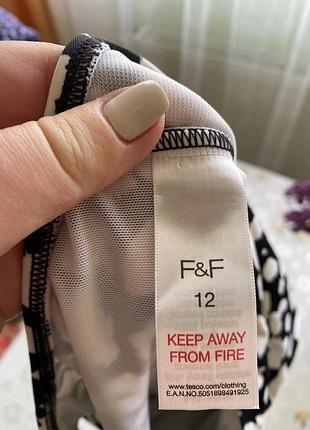 F&F
12
KEEP AWAY
FROM FIRE
www.tesco.com/clothing
E.A.N.NO.5051898491925